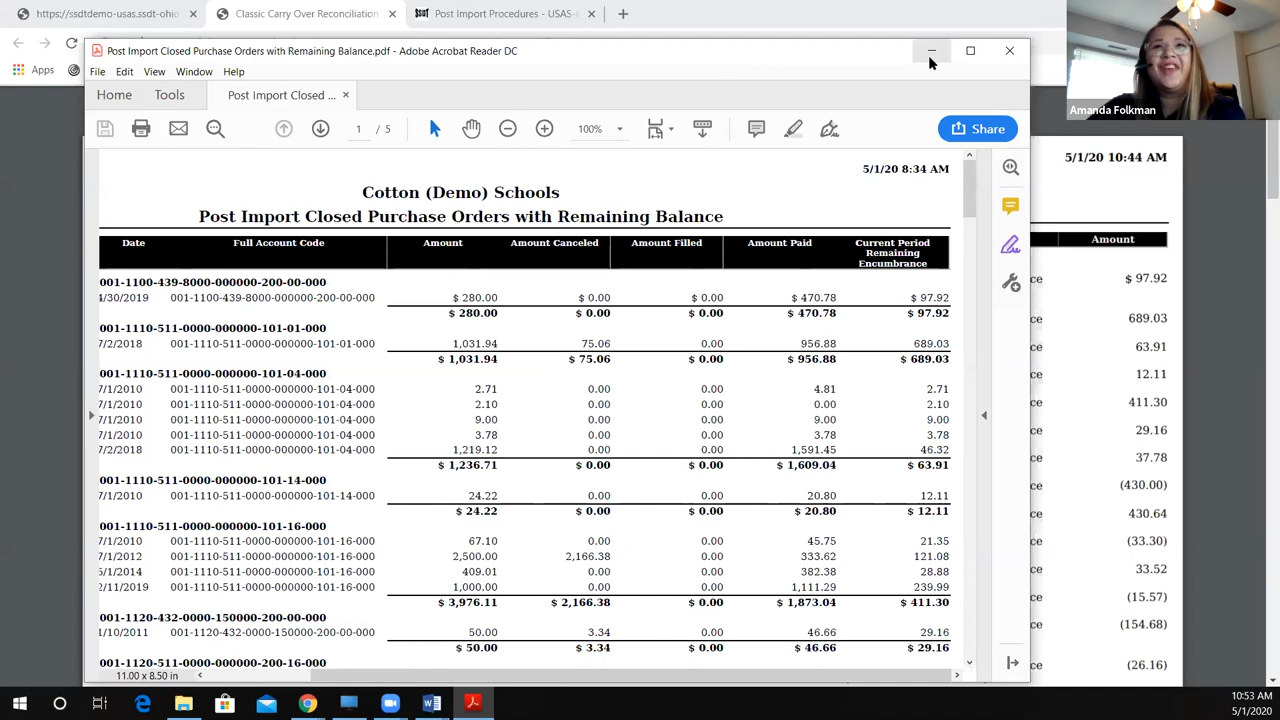 https://ssdtdemo-usas.ssdt-ohio
Classic Carry Over Reconciliation
Post Import Procedures - USAS-
Apps
Post Import Closed Purchase Orders with Remaining Balance.pdf - Adobe Acrobat Reader DC
File Edit View Window Help
Home Tools Post Import Closed ...
1 / 5 100% Share
Amanda Folkman
5/1/20 8:34 AM
Cotton (Demo) Schools
Post Import Closed Purchase Orders with Remaining Balance
Date Full Account Code Amount Amount Canceled Amount Filled Amount Paid Current Period
Remaining
Encumbrance
001-1100-439-8000-000000-200-00-000
4/30/2019 001-1100-439-8000-000000-200-00-000 $ 280.00 $ 0.00 $ 0.00 $ 470.78 $ 97.92
$ 280.00 $ 0.00 $ 0.00 $ 470.78 $ 97.92
001-1110-511-0000-000000-101-01-000
7/2/2018 001-1110-511-0000-000000-101-01-000 1,031.94 75.06 0.00 956.88 689.03
$ 1,031.94 $ 75.06 $ 0.00 $ 956.88 $ 689.03
001-1110-511-0000-000000-101-04-000
7/1/2010 001-1110-511-0000-000000-101-04-000 2.71 0.00 0.00 4.81 2.71
7/1/2010 001-1110-511-0000-000000-101-04-000 2.10 0.00 0.00 0.00 2.10
7/1/2010 001-1110-511-0000-000000-101-04-000 9.00 0.00 0.00 9.00 9.00
7/1/2010 001-1110-511-0000-000000-101-04-000 3.78 0.00 0.00 3.78 3.78
7/2/2018 001-1110-511-0000-000000-101-04-000 1,219.12 0.00 0.00 1,591.45 46.32
$ 1,236.71 $ 0.00 $ 0.00 $ 1,609.04 $ 63.91
001-1110-511-0000-000000-101-14-000
7/1/2010 001-1110-511-0000-000000-101-14-000 24.22 0.00 0.00 20.80 12.11
$ 24.22 $ 0.00 $ 0.00 $ 20.80 $ 12.11
001-1110-511-0000-000000-101-16-000
7/1/2010 001-1110-511-0000-000000-101-16-000 67.10 0.00 0.00 45.75 21.35
7/1/2012 001-1110-511-0000-000000-101-16-000 2,500.00 2,166.38 0.00 333.62 121.08
5/1/2014 001-1110-511-0000-000000-101-16-000 409.01 0.00 0.00 382.38 28.88
2/11/2019 001-1110-511-0000-000000-101-16-000 1,000.00 0.00 0.00 1,111.29 239.99
$ 3,976.11 $ 2,166.38 $ 0.00 $ 1,873.04 $ 411.30
001-1120-432-0000-150000-200-00-000
1/10/2011 001-1120-432-0000-150000-200-00-000 50.00 3.34 0.00 46.66 29.16
$ 50.00 $ 3.34 $ 0.00 $ 46.66 $ 29.16
001-1120-511-0000-000000-200-16-000
11.00 x 8.50 in
5/1/20 10:44 AM
Amount
ce $ 97.92
689.03
ce 63.91
ce 12.11
ce 411.30
ce 29.16
ce 37.78
ce (430.00)
ce 430.64
ce (33.30)
ce 33.52
ce (15.57)
ce (154.68)
ce (26.16)
10:53 AM
5/1/2020